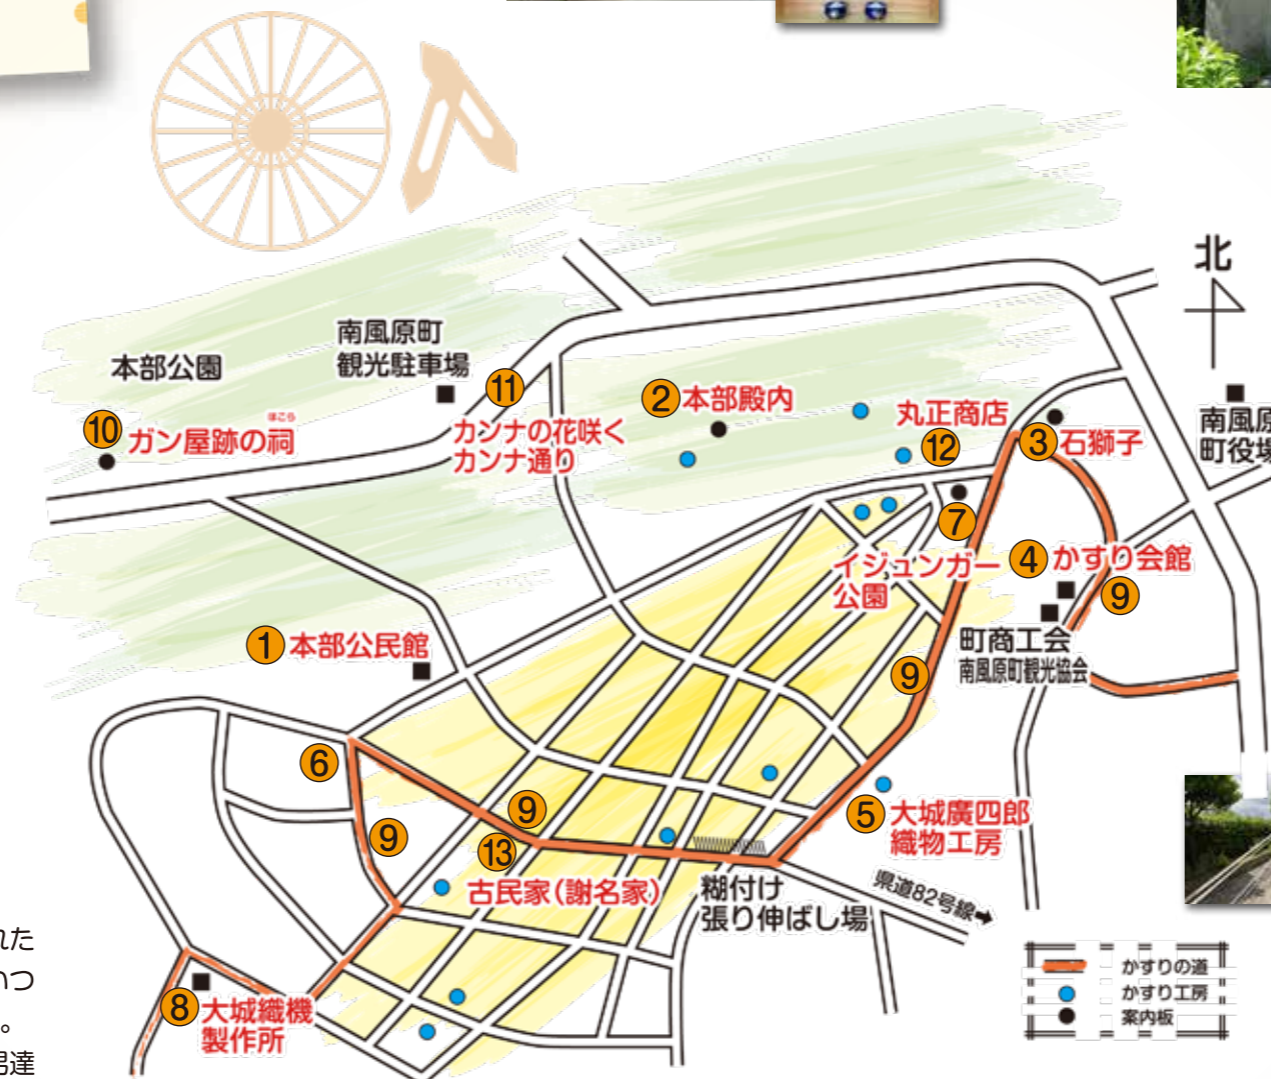 北
本部公園
南風原町
観光駐車場
⑪
カンナの花咲く
カンナ通り
⑩
ほこら
ガン屋跡の祠
② 本部殿内
丸正商店
⑫
③ 石獅子
南風原
町役場
⑦
イジュンガー
公園
④ かすり会館
⑨
町商工会
南風原町観光協会
① 本部公民館
⑨
⑥
⑨
⑨
⑬
古民家(謝名家)
⑤ 大城廣四郎
織物工房
糊付け
張り伸ばし場
県道82号線➡
⑧ 大城織機
製作所
かすりの道
かすり工房
案内板
れた
いつ
。
男達